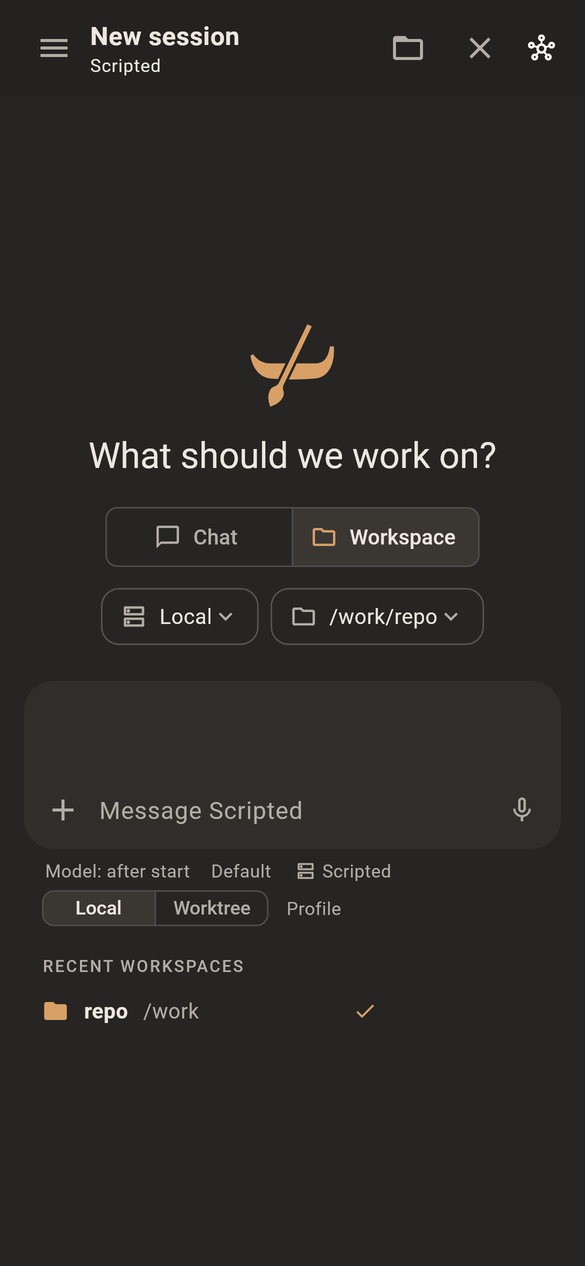 New session
Scripted
What should we work on?
Chat
Workspace
Local
/work/repo
Message Scripted
Model: after start Default Scripted
Local Worktree Profile
RECENT WORKSPACES
repo /work